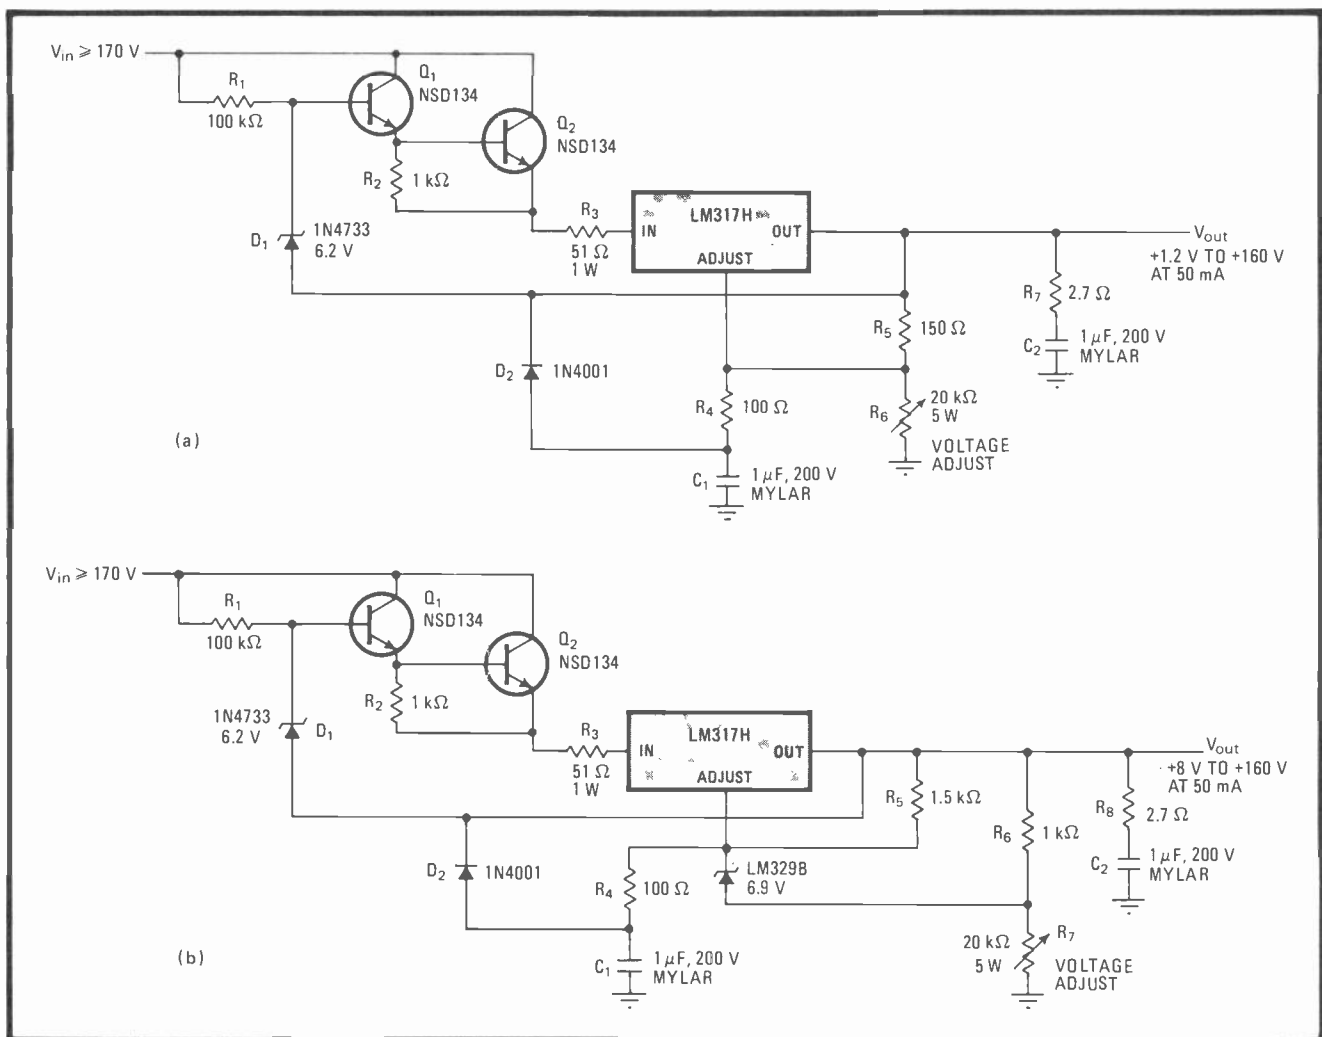 V_in ≥ 170 V
R₁
100 kΩ
Q₁
NSD134
Q₂
NSD134
R₂
1 kΩ
1N4733
6.2 V
D₁
R₃
51 Ω
1 W
LM317H
IN
OUT
ADJUST
V_out
+1.2 V TO +160 V
AT 50 mA
R₇
2.7 Ω
R₅
150 Ω
C₂
1 μF, 200 V
MYLAR
D₂
1N4001
R₄
100 Ω
R₆
20 kΩ
5 W
VOLTAGE
ADJUST
(a)
C₁
1 μF, 200 V
MYLAR
V_in ≥ 170 V
R₁
100 kΩ
Q₁
NSD134
Q₂
NSD134
R₂
1 kΩ
1N4733
6.2 V
D₁
R₃
51 Ω
1 W
LM317H
IN
OUT
ADJUST
V_out
+8 V TO +160 V
AT 50 mA
R₅
1.5 kΩ
R₆
1 kΩ
R₈
2.7 Ω
D₂
1N4001
R₄
100 Ω
LM329B
6.9 V
C₂
1 μF, 200 V
MYLAR
(b)
C₁
1 μF, 200 V
MYLAR
20 kΩ
5 W
R₇
VOLTAGE
ADJUST